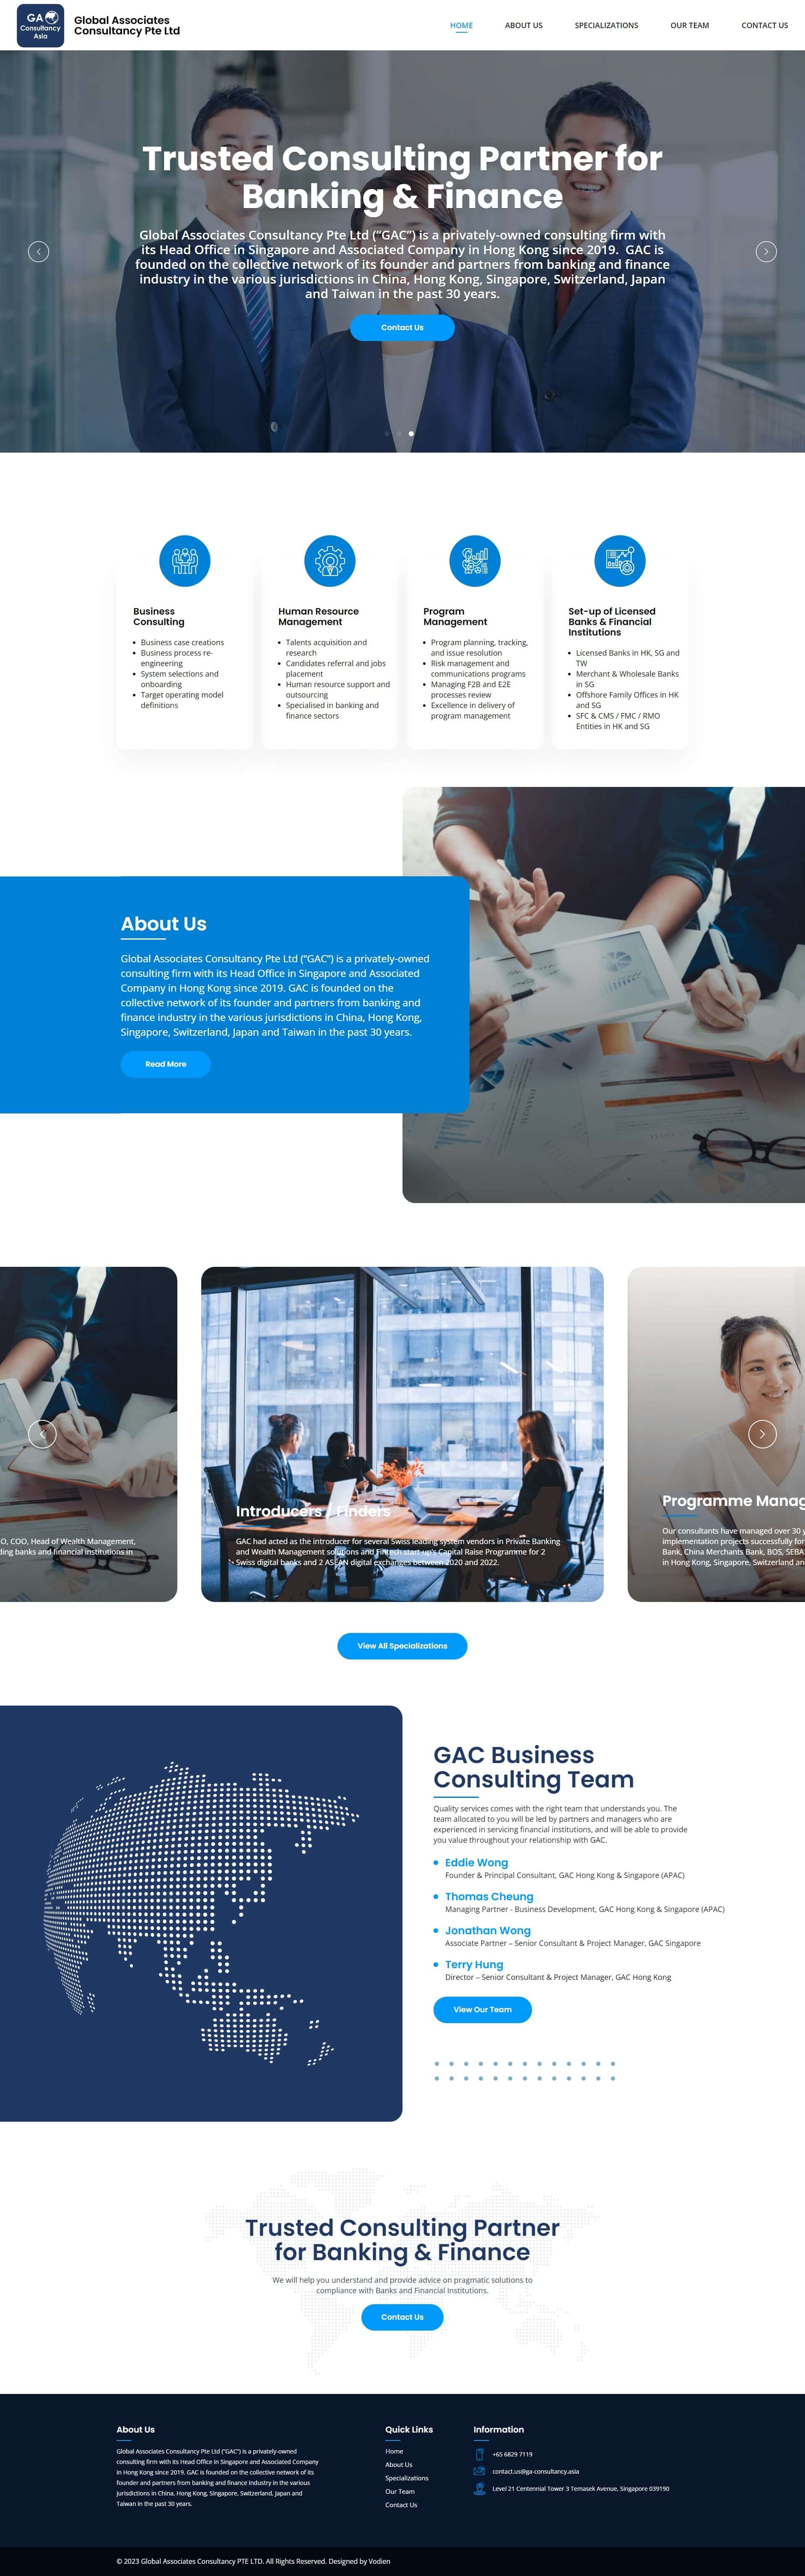 GA
Consultancy
Asia
Global Associates
Consultancy Pte Ltd
HOME
ABOUT US
SPECIALIZATIONS
OUR TEAM
CONTACT US
Trusted Consulting Partner for
Banking & Finance
Global Associates Consultancy Pte Ltd (“GAC”) is a privately-owned consulting firm with
its Head Office in Singapore and Associated Company in Hong Kong since 2019.  GAC is
founded on the collective network of its founder and partners from banking and finance
industry in the various jurisdictions in China, Hong Kong, Singapore, Switzerland, Japan
and Taiwan in the past 30 years.
Contact Us
Business
Consulting
Business case creations
Business process re-
engineering
System selections and
onboarding
Target operating model
definitions
Human Resource
Management
Talents acquisition and
research
Candidates referral and jobs
placement
Human resource support and
outsourcing
Specialised in banking and
finance sectors
Program
Management
Program planning, tracking,
and issue resolution
Risk management and
communications programs
Managing F2B and E2E
processes review
Excellence in delivery of
program management
Set-up of Licensed
Banks & Financial
Institutions
Licensed Banks in HK, SG and
TW
Merchant & Wholesale Banks
in SG
Offshore Family Offices in HK
and SG
SFC & CMS / FMC / RMO
Entities in HK and SG
About Us
Global Associates Consultancy Pte Ltd (“GAC”) is a privately-owned
consulting firm with its Head Office in Singapore and Associated
Company in Hong Kong since 2019. GAC is founded on the
collective network of its founder and partners from banking and
finance industry in the various jurisdictions in China, Hong Kong,
Singapore, Switzerland, Japan and Taiwan in the past 30 years.
Read More
O, COO, Head of Wealth Management,
ding banks and financial institutions in
Introducers / Finders
GAC had acted as the introducer for several Swiss leading system vendors in Private Banking
and Wealth Management solutions and FinTech start-up's Capital Raise Programme for 2
Swiss digital banks and 2 ASEAN digital exchanges between 2020 and 2022.
Programme Manag
Our consultants have managed over 30 y
implementation projects successfully for
Bank, China Merchants Bank, BOS, SEBA
in Hong Kong, Singapore, Switzerland an
View All Specializations
GAC Business
Consulting Team
Quality services comes with the right team that understands you. The
team allocated to you will be led by partners and managers who are
experienced in servicing financial institutions, and will be able to provide
you value throughout your relationship with GAC.
Eddie Wong
Founder & Principal Consultant, GAC Hong Kong & Singapore (APAC)
Thomas Cheung
Managing Partner - Business Development, GAC Hong Kong & Singapore (APAC)
Jonathan Wong
Associate Partner – Senior Consultant & Project Manager, GAC Singapore
Terry Hung
Director – Senior Consultant & Project Manager, GAC Hong Kong
View Our Team
Trusted Consulting Partner
for Banking & Finance
We will help you understand and provide advice on pragmatic solutions to
compliance with Banks and Financial Institutions.
Contact Us
About Us
Global Associates Consultancy Pte Ltd (“GAC”) is a privately-owned
consulting firm with its Head Office in Singapore and Associated Company
in Hong Kong since 2019. GAC is founded on the collective network of its
founder and partners from banking and finance industry in the various
jurisdictions in China, Hong Kong, Singapore, Switzerland, Japan and
Taiwan in the past 30 years.
Quick Links
Home
About Us
Specializations
Our Team
Contact Us
Information
+65 6829 7119
contact.us@ga-consultancy.asia
Level 21 Centennial Tower 3 Temasek Avenue, Singapore 039190
© 2023 Global Associates Consultancy PTE LTD. All Rights Reserved. Designed by Vodien